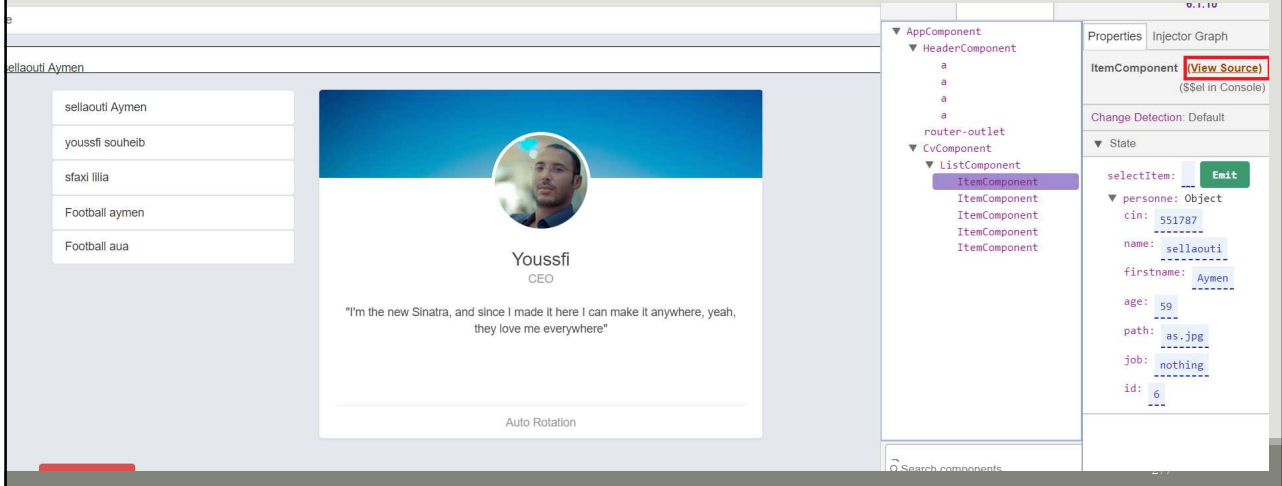 e
sellaouti Aymen
sellaouti Aymen
youssfi souheib
sfaxi lilia
Football aymen
Football aua
Youssfi
CEO
"I'm the new Sinatra, and since I made it here I can make it anywhere, yeah,
they love me everywhere"
Auto Rotation
▼ AppComponent
▼ HeaderComponent
a
a
a
a
router-outlet
▼ CvComponent
▼ ListComponent
ItemComponent
ItemComponent
ItemComponent
ItemComponent
ItemComponent
Search components
6.1.10
Properties Injector Graph
ItemComponent (View Source)
($$el in Console)
Change Detection: Default
▼ State
selectItem: Emit
▼ personne: Object
cin: 551787
name: sellaouti
firstname: Aymen
age: 59
path: as.jpg
job: nothing
id: 6